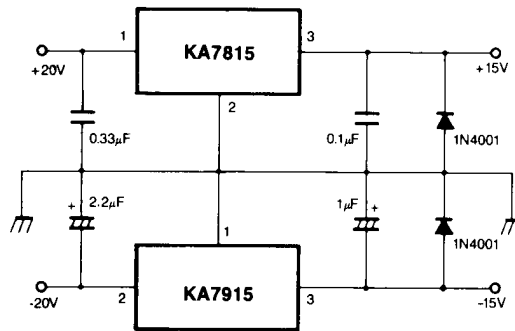 1
KA7815
3
+20V
+15V
2
0.33µF
0.1µF
1N4001
+
2.2µF
1µF
+
1
1N4001
2
KA7915
3
-20V
-15V